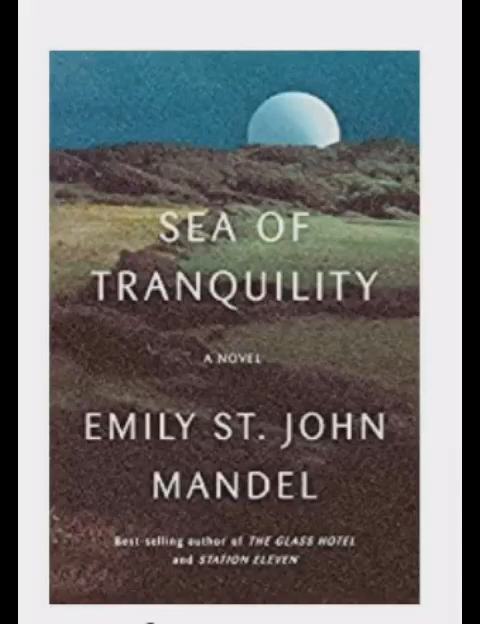 SEA OF
TRANQUILITY
A NOVEL
EMILY ST. JOHN
MANDEL
Best-selling author of THE GLASS HOTEL
and STATION ELEVEN